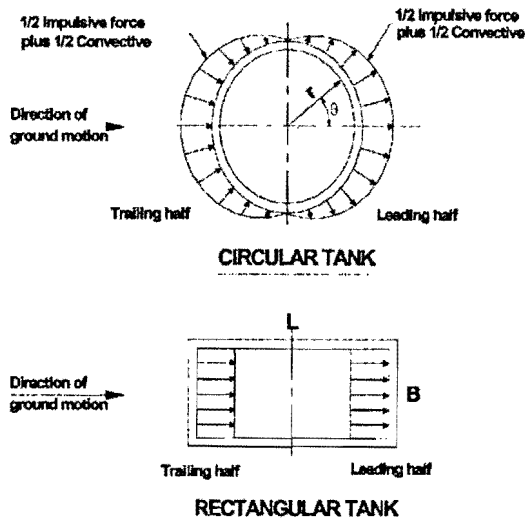 1/2 Impulsive force
plus 1/2 Convective
1/2 Impulsive force
plus 1/2 Convective
Direction of
ground motion
r
θ
Trailing half
Leading half
CIRCULAR TANK
L
Direction of
ground motion
B
Trailing half
Leading half
RECTANGULAR TANK